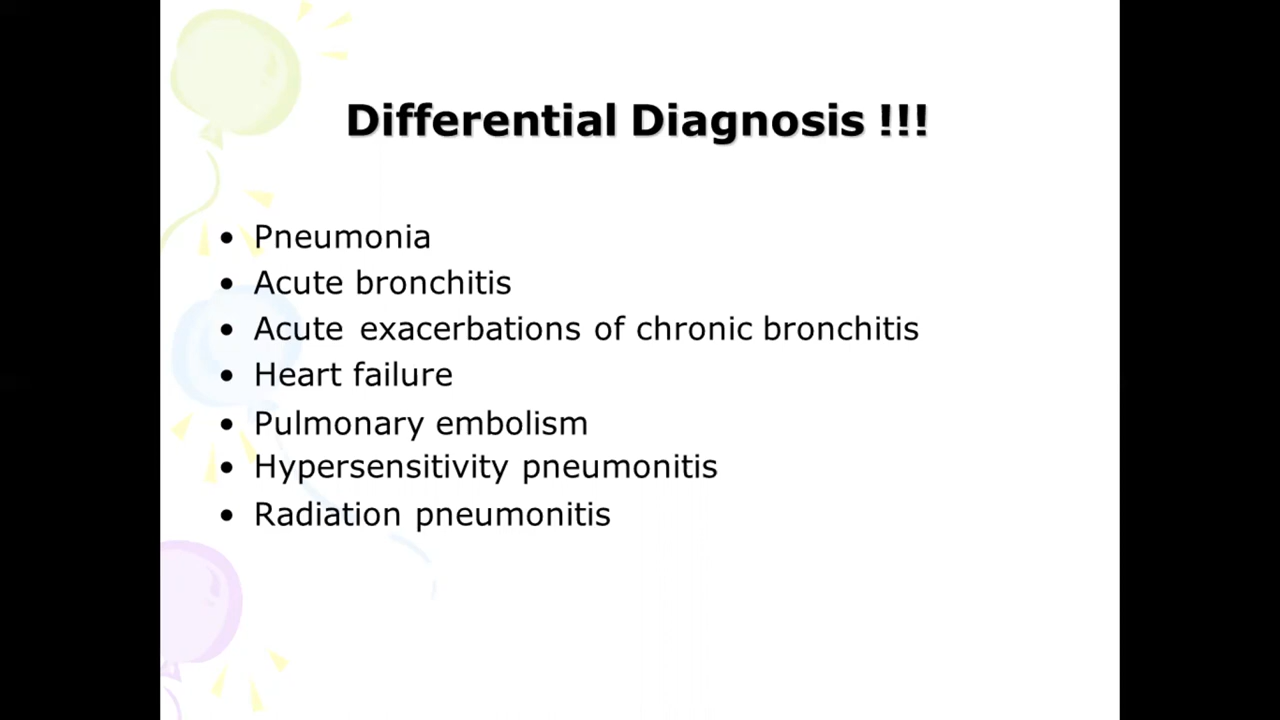 Differential Diagnosis !!!
• Pneumonia
• Acute bronchitis
• Acute exacerbations of chronic bronchitis
• Heart failure
• Pulmonary embolism
• Hypersensitivity pneumonitis
• Radiation pneumonitis